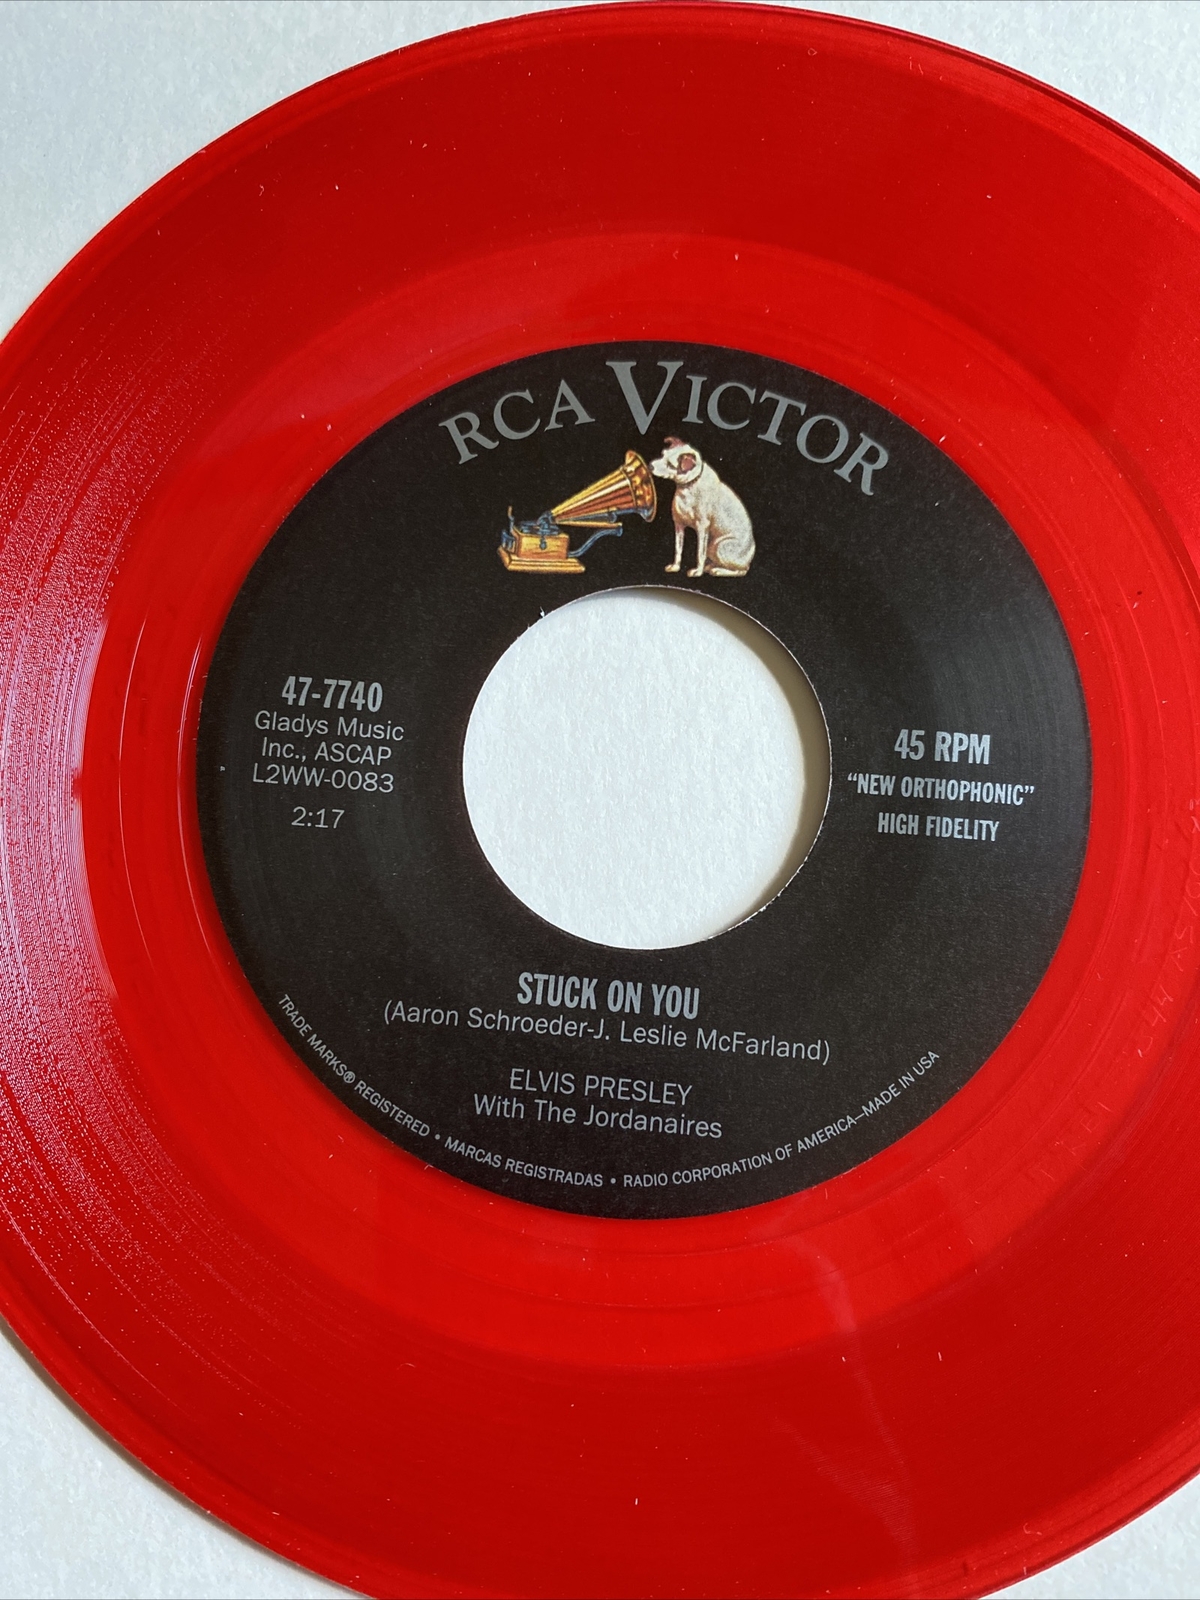 RCA VICTOR
47-7740
Gladys Music
Inc., ASCAP
L2WW-0083
2:17
45 RPM
“NEW ORTHOPHONIC”
HIGH FIDELITY
STUCK ON YOU
(Aaron Schroeder-J. Leslie McFarland)
ELVIS PRESLEY
With The Jordanaires
TRADE MARKS® REGISTERED • MARCAS REGISTRADAS • RADIO CORPORATION OF AMERICA—MADE IN USA